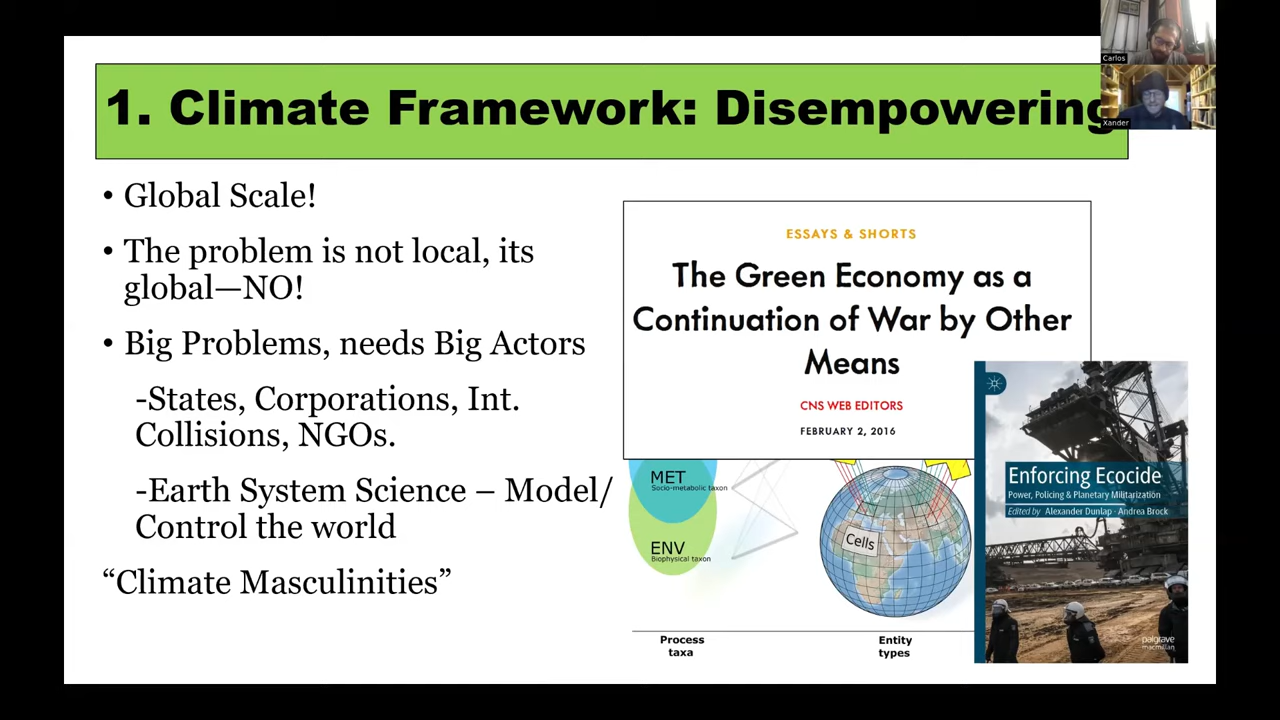 1. Climate Framework: Disempowering
• Global Scale!
• The problem is not local, its
global—NO!
• Big Problems, needs Big Actors
-States, Corporations, Int.
Collisions, NGOs.
-Earth System Science – Model/
Control the world
“Climate Masculinities”
ESSAYS & SHORTS
The Green Economy as a
Continuation of War by Other
Means
CNS WEB EDITORS
FEBRUARY 2, 2016
MET
Socio-metabolic taxon
ENV
Biophysical taxon
Cells
Process
taxa
Entity
types
Enforcing Ecocide
Power, Policing & Planetary Militarization
Edited by Alexander Dunlap · Andrea Brock
palgrave
macmillan
Carlos
Xander